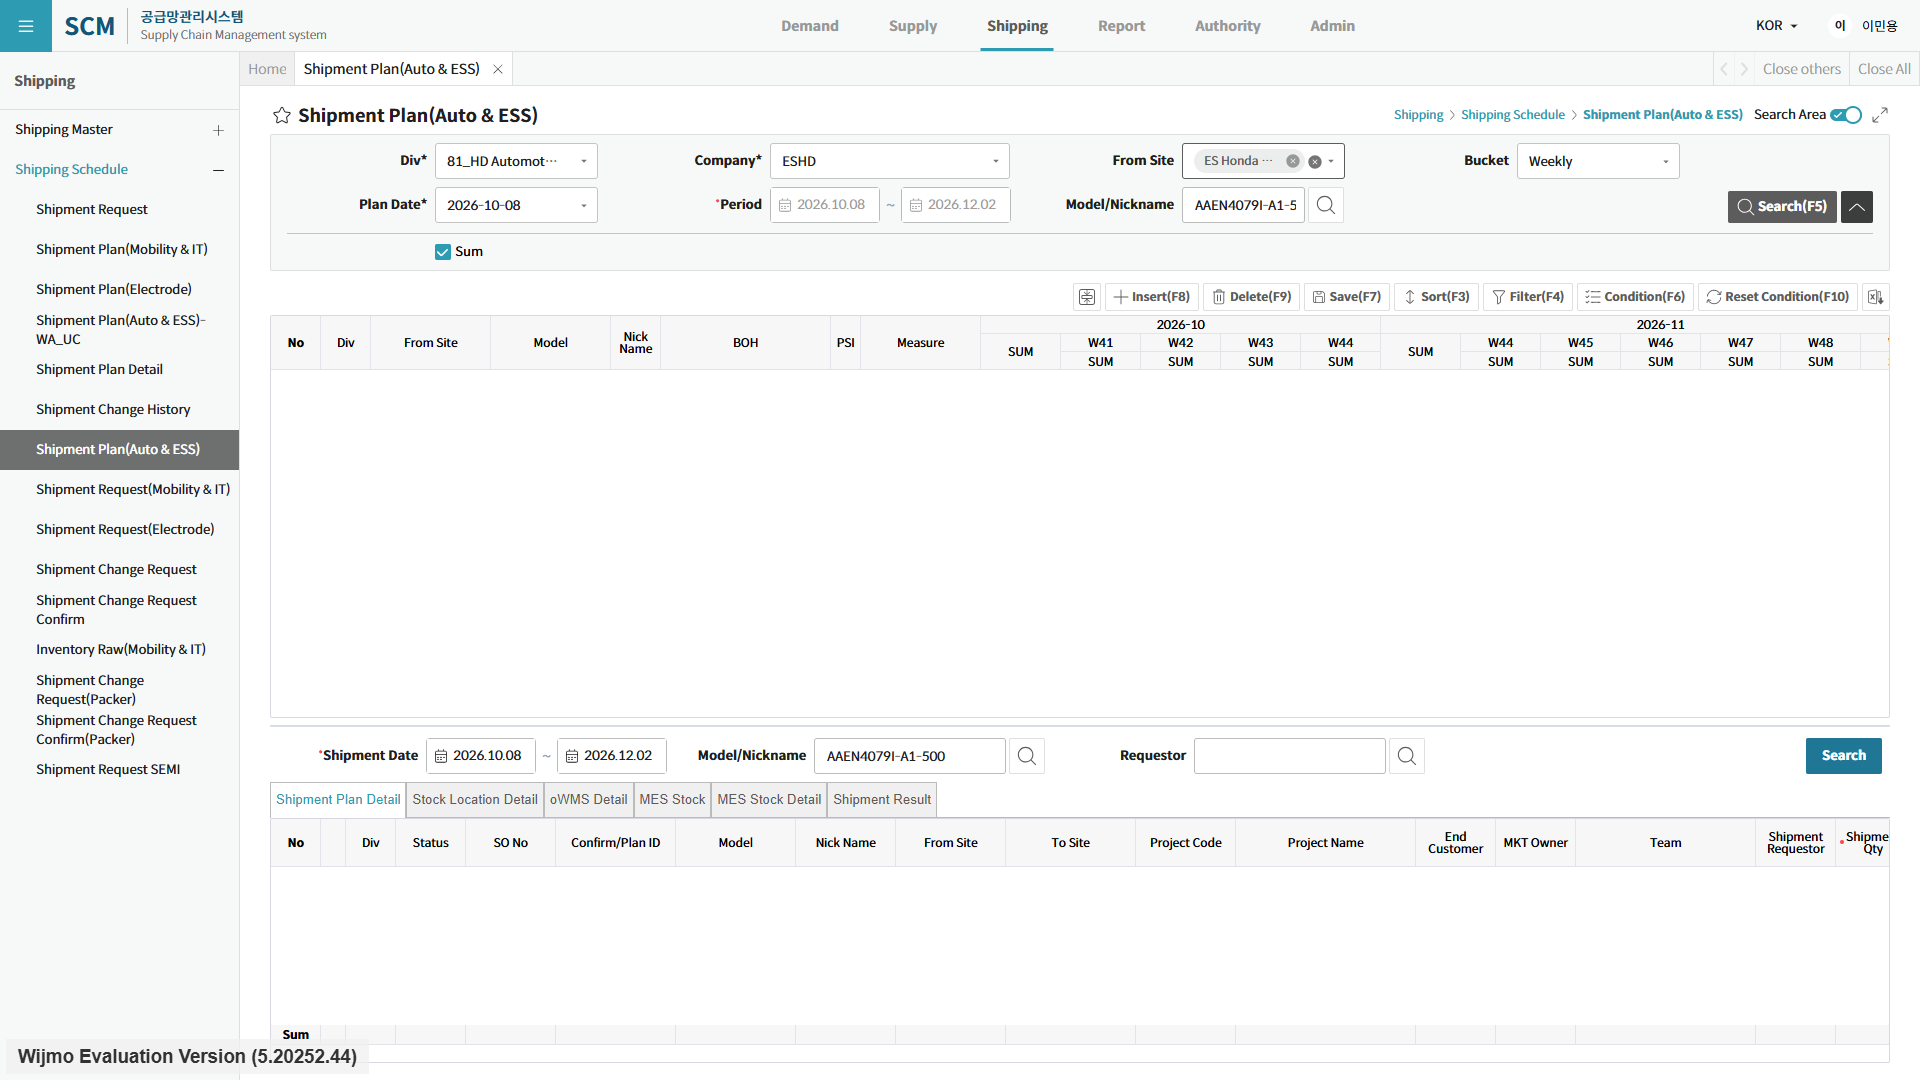 SCM
공급망관리시스템
Supply Chain Management system
Demand
Supply
Shipping
Report
Authority
Admin
KOR
이
이민용
Shipping
Home
Shipment Plan(Auto & ESS)
Close others
Close All
Shipping Master
Shipping Schedule
Shipment Request
Shipment Plan(Mobility & IT)
Shipment Plan(Electrode)
Shipment Plan(Auto & ESS)-
WA_UC
Shipment Plan Detail
Shipment Change History
Shipment Plan(Auto & ESS)
Shipment Request(Mobility & IT)
Shipment Request(Electrode)
Shipment Change Request
Shipment Change Request
Confirm
Inventory Raw(Mobility & IT)
Shipment Change
Request(Packer)
Shipment Change Request
Confirm(Packer)
Shipment Request SEMI
Shipment Plan(Auto & ESS)
Shipping > Shipping Schedule > Shipment Plan(Auto & ESS)
Search Area
Div* 81_HD Automot···
Company* ESHD
From Site ES Honda ···
Bucket Weekly
Plan Date* 2026-10-08
*Period 2026.10.08 ~ 2026.12.02
Model/Nickname AAEN4079I-A1-5
Search(F5)
Sum
Insert(F8)
Delete(F9)
Save(F7)
Sort(F3)
Filter(F4)
Condition(F6)
Reset Condition(F10)
No
Div
From Site
Model
Nick
Name
BOH
PSI
Measure
2026-10
SUM
W41
W42
W43
W44
SUM
SUM
SUM
SUM
2026-11
SUM
W44
W45
W46
W47
W48
SUM
SUM
SUM
SUM
SUM
*Shipment Date 2026.10.08 ~ 2026.12.02
Model/Nickname AAEN4079I-A1-500
Requestor
Search
Shipment Plan Detail
Stock Location Detail
oWMS Detail
MES Stock
MES Stock Detail
Shipment Result
No
Div
Status
SO No
Confirm/Plan ID
Model
Nick Name
From Site
To Site
Project Code
Project Name
End
Customer
MKT Owner
Team
Shipment
Requestor
Shipme
Qty
Sum
Wijmo Evaluation Version (5.20252.44)